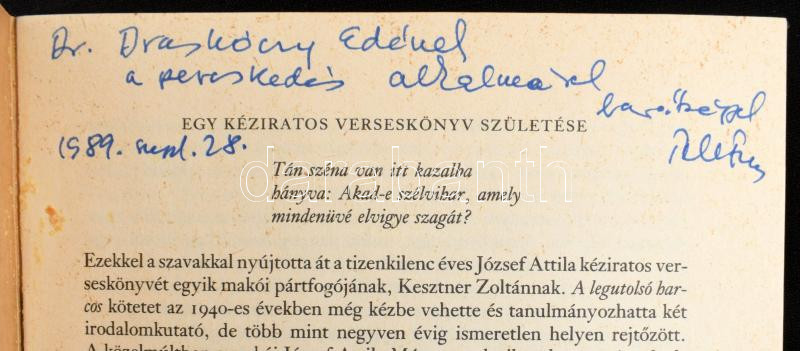 Dr. Draskóczy Edének
a pereskedés alkalmával
barátsággal
1989. sept. 28.
EGY KÉZIRATOS VERSESKÖNYV SZÜLETÉSE
Tán széna van itt kazalba
hányva: Akad-e szélvihar, amely
mindenüvé elvigye szagát?
darabanth
Ezekkel a szavakkal nyújtotta át a tizenkilenc éves József Attila kéziratos ver-
seskönyvét egyik makói pártfogójának, Kesztner Zoltánnak. A legutolsó har-
cos kötetet az 1940-es években még kézbe vehette és tanulmányozhatta két
irodalomkutató, de több mint negyven évig ismeretlen helyen rejtőzött.